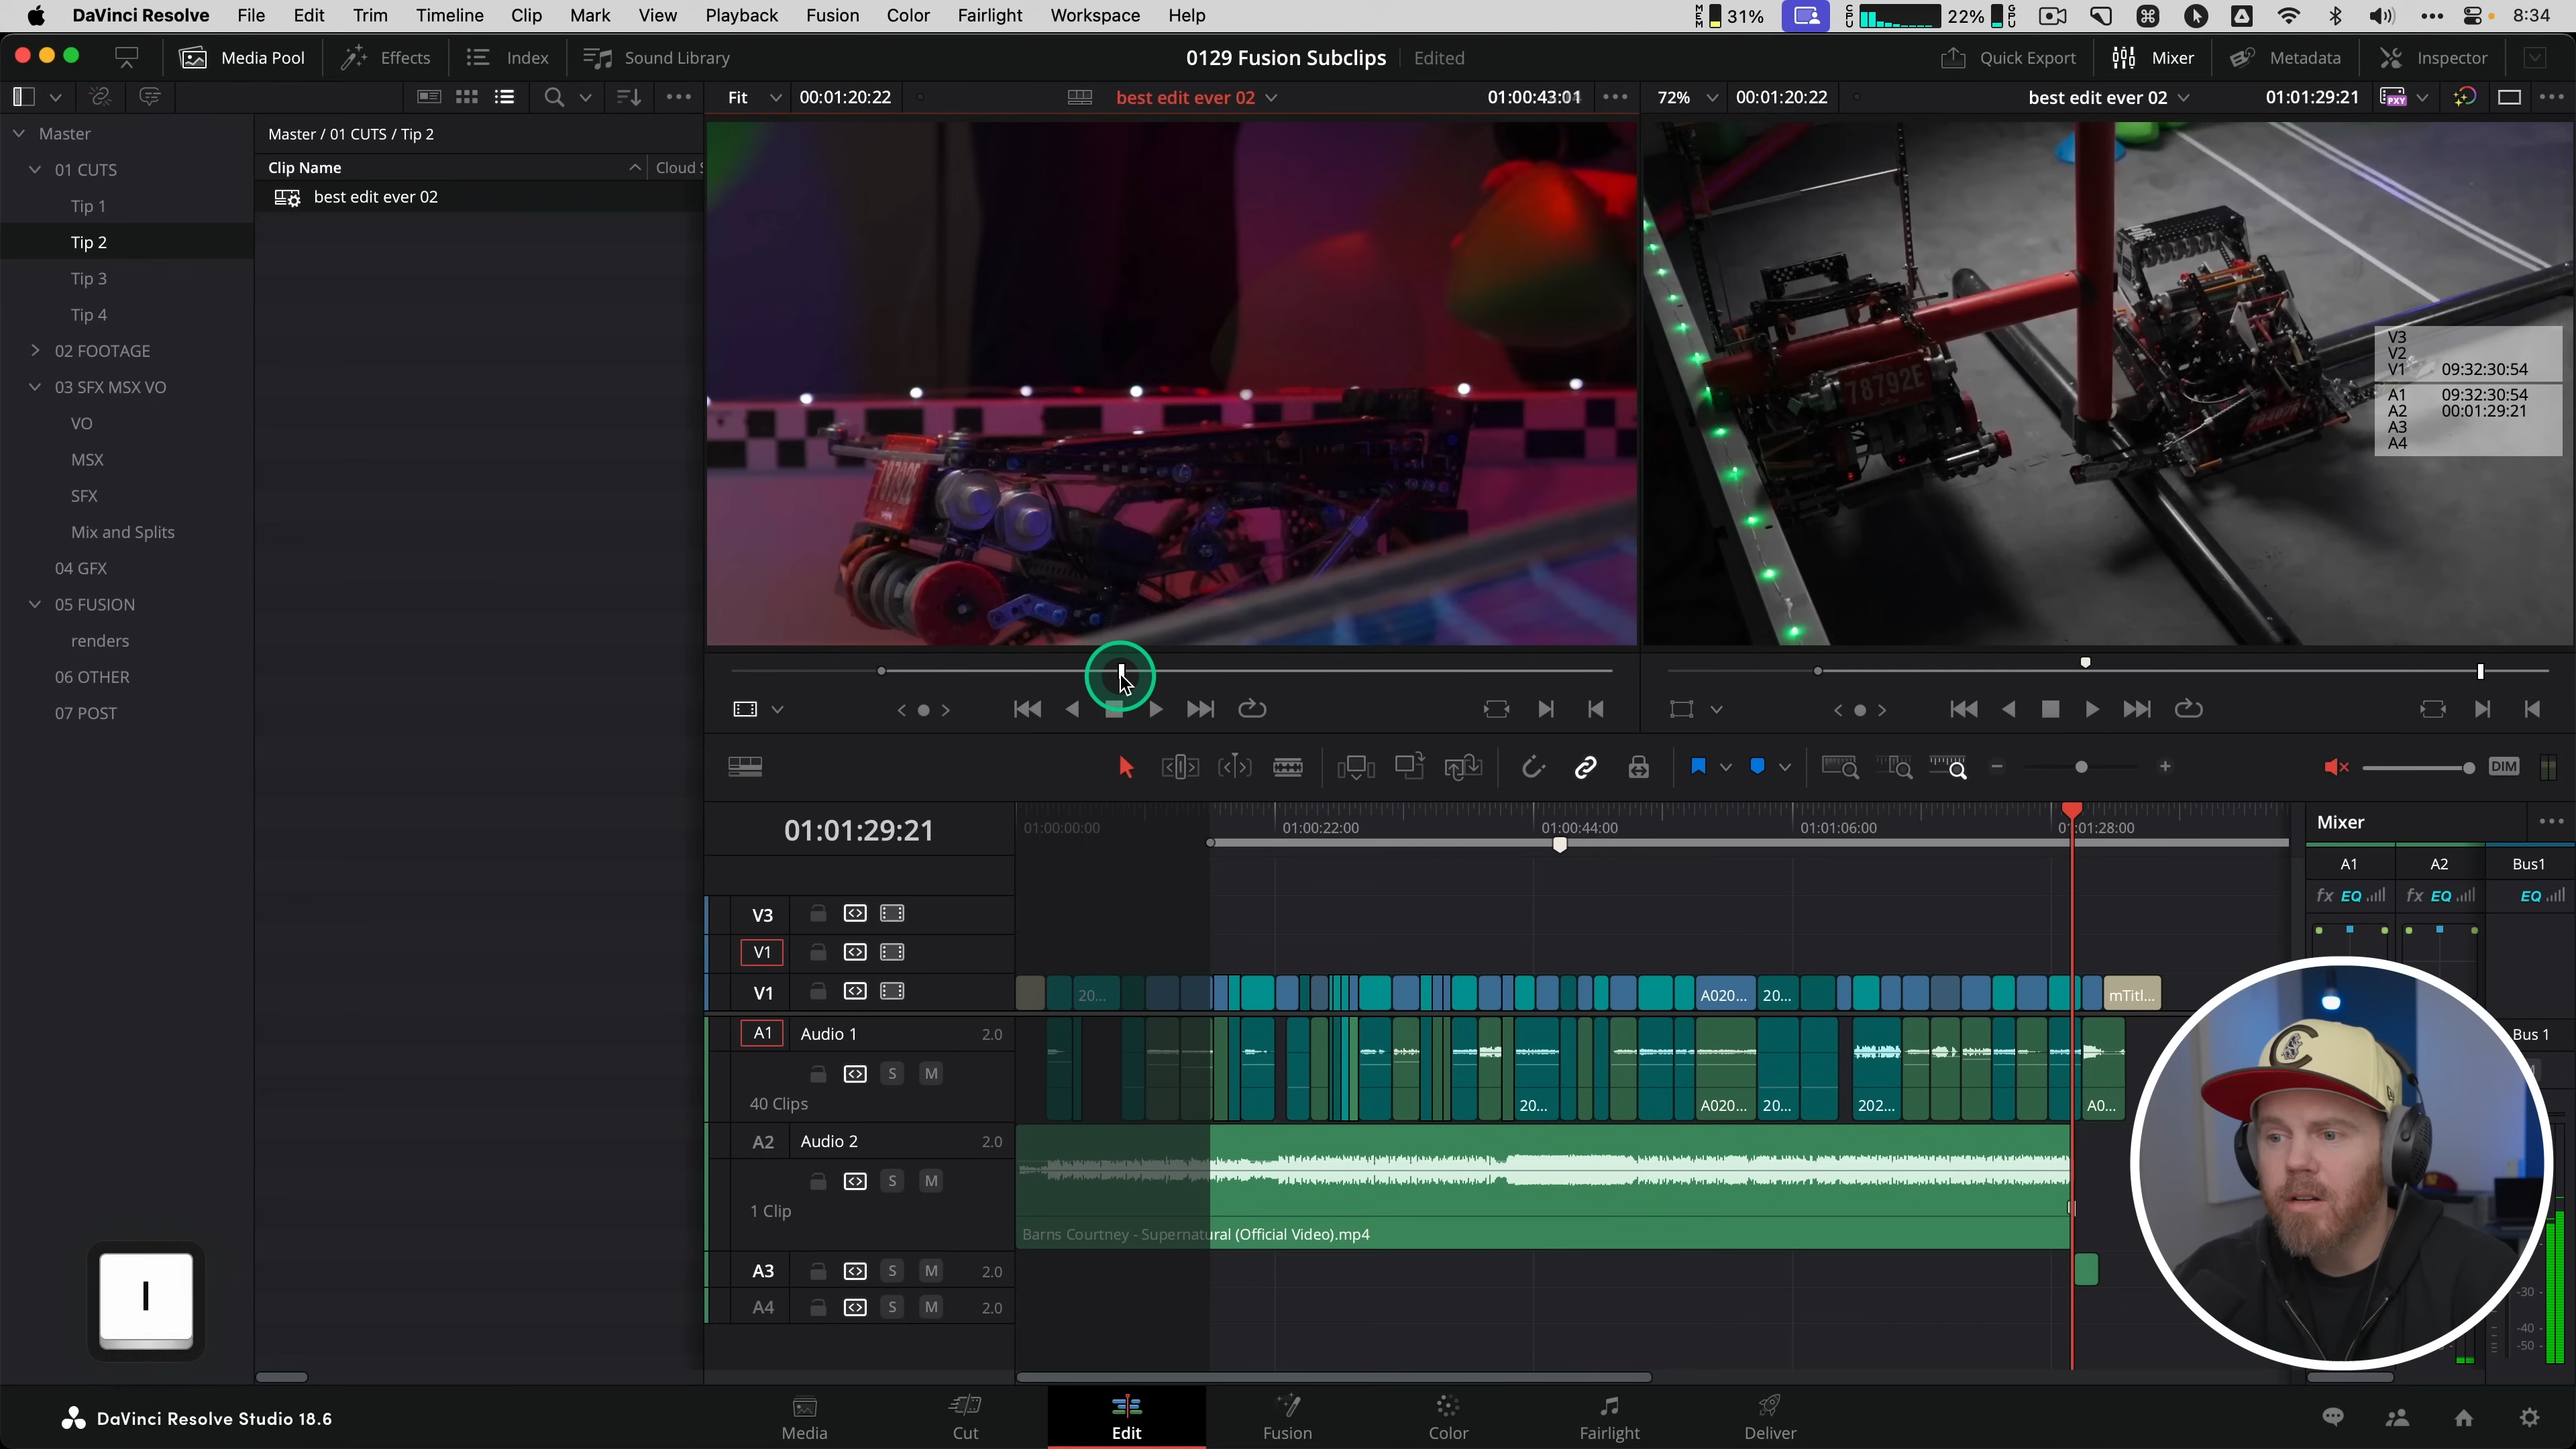 DaVinci Resolve File Edit Trim Timeline Clip Mark View Playback Fusion Color Fairlight Workspace Help MEM 31% CPU 22% GPU 8:34
Media Pool Effects Index Sound Library 0129 Fusion Subclips Edited Quick Export Mixer Metadata Inspector
Fit 00:01:20:22 best edit ever 02 01:00:43:01 72% 00:01:20:22 best edit ever 02 01:01:29:21 PXY
Master
01 CUTS
Tip 1
Tip 2
Tip 3
Tip 4
02 FOOTAGE
03 SFX MSX VO
VO
MSX
SFX
Mix and Splits
04 GFX
05 FUSION
renders
06 OTHER
07 POST
Master / 01 CUTS / Tip 2
Clip Name Cloud S
best edit ever 02
78792E
V3
V2
V1 09:32:30:54
A1 09:32:30:54
A2 00:01:29:21
A3
A4
DIM
01:01:29:21 01:00:00:00 01:00:22:00 01:00:44:00 01:01:06:00 01:01:28:00
V3
V1
V1 20... A020... 20... mTitl...
A1 Audio 1 2.0
S M
40 Clips 20... A020... 20... 202... A0...
A2 Audio 2 2.0
S M
1 Clip
Barns Courtney - Supernatural (Official Video).mp4
A3 S M 2.0
A4 S M 2.0
Mixer
A1 A2 Bus1
fx EQ fx EQ EQ
Bus 1
-30
-40
-50
I
C
DaVinci Resolve Studio 18.6
Media Cut Edit Fusion Color Fairlight Deliver